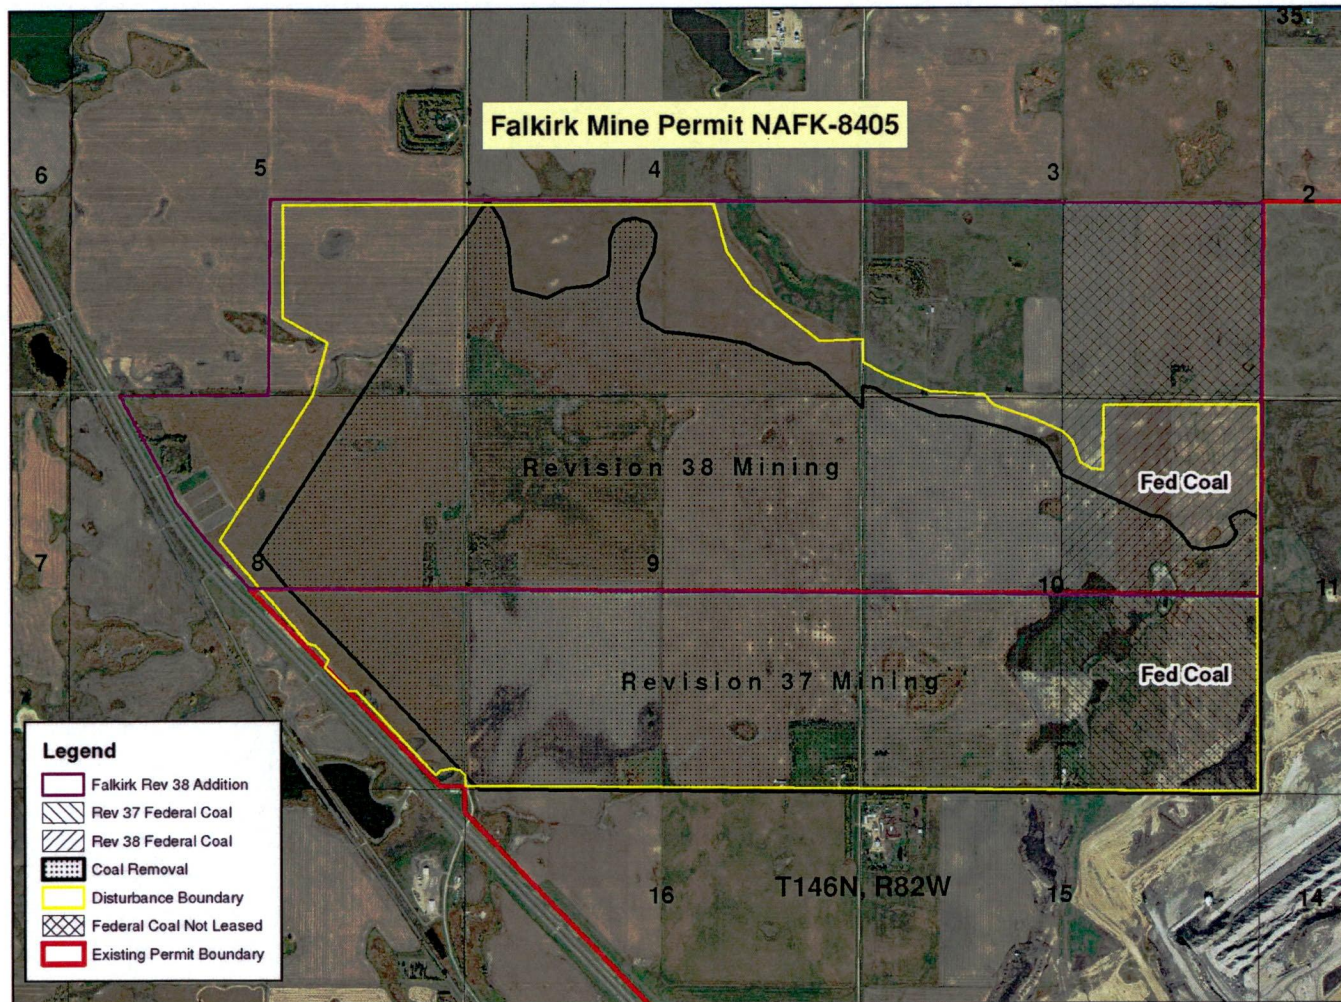 35
Falkirk Mine Permit NAFK-8405
6
5
4
3
2
Revision 38 Mining
Fed Coal
7
8
9
10
11
Revision 37 Mining
Fed Coal
Legend
Falkirk Rev 38 Addition
Rev 37 Federal Coal
Rev 38 Federal Coal
Coal Removal
Disturbance Boundary
Federal Coal Not Leased
Existing Permit Boundary
16
T146N, R82W
15
14